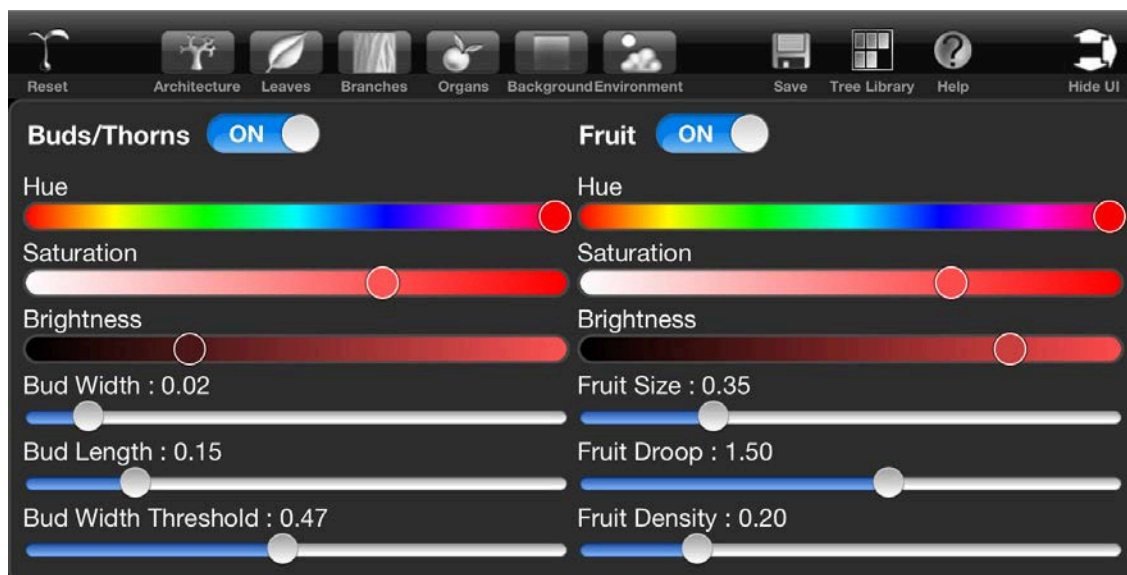 Reset Architecture Leaves Branches Organs Background Environment Save Tree Library Help Hide UI
Buds/Thorns ON
Hue
Saturation
Brightness
Bud Width : 0.02
Bud Length : 0.15
Bud Width Threshold : 0.47
Fruit ON
Hue
Saturation
Brightness
Fruit Size : 0.35
Fruit Droop : 1.50
Fruit Density : 0.20